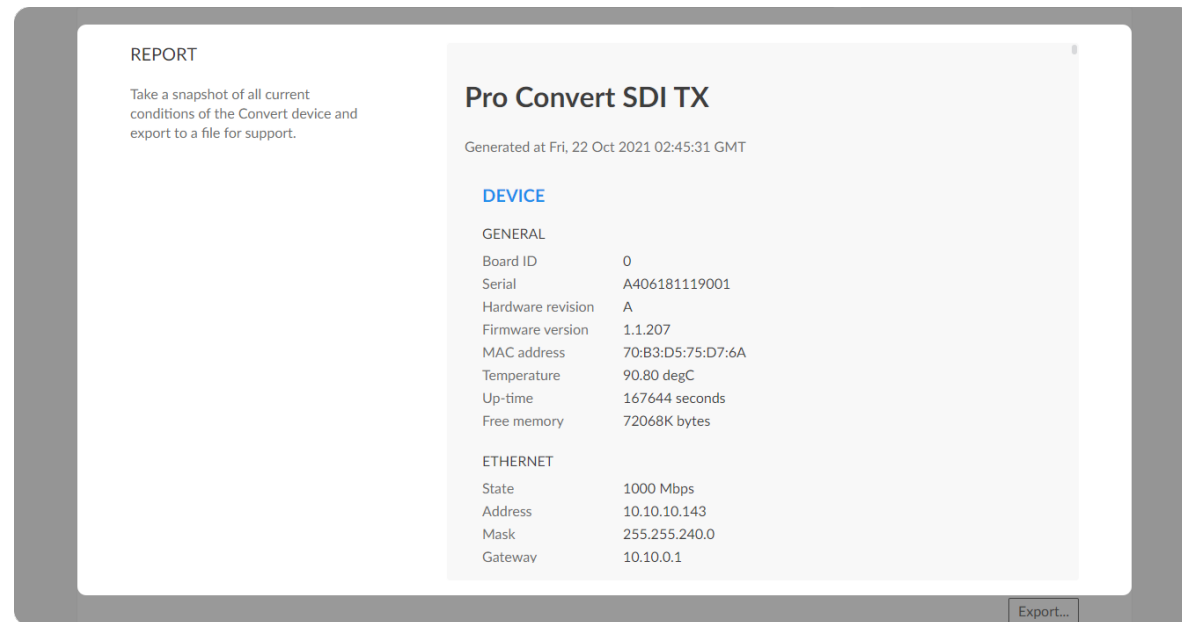 REPORT
Take a snapshot of all current
conditions of the Convert device and
export to a file for support.
Pro Convert SDI TX
Generated at Fri, 22 Oct 2021 02:45:31 GMT
DEVICE
GENERAL
Board ID 0
Serial A406181119001
Hardware revision A
Firmware version 1.1.207
MAC address 70:B3:D5:75:D7:6A
Temperature 90.80 degC
Up-time 167644 seconds
Free memory 72068K bytes
ETHERNET
State 1000 Mbps
Address 10.10.10.143
Mask 255.255.240.0
Gateway 10.10.0.1
Export...